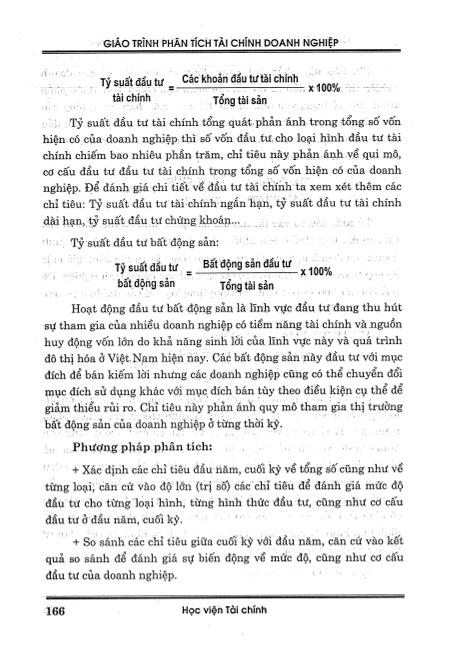 GIÁO TRÌNH PHÂN TÍCH TÀI CHÍNH DOANH NGHIỆP
Tỷ suất đầu tư tài chính = Các khoản đầu tư tài chính / Tổng tài sản x 100%
Tỷ suất đầu tư tài chính tổng quát phản ánh trong tổng số vốn
hiện có của doanh nghiệp thì số vốn đầu tư cho loại hình đầu tư tài
chính chiếm bao nhiêu phần trăm, chỉ tiêu này phản ánh về qui mô,
cơ cấu đầu tư đầu tư tài chính trong tổng số vốn hiện có của doanh
nghiệp. Để đánh giá chi tiết về đầu tư tài chính ta xem xét thêm các
chỉ tiêu: Tỷ suất đầu tư tài chính ngắn hạn, tỷ suất đầu tư tài chính
dài hạn, tỷ suất đầu tư chứng khoán...
Tỷ suất đầu tư bất động sản:
Tỷ suất đầu tư bất động sản = Bất động sản đầu tư / Tổng tài sản x 100%
Hoạt động đầu tư bất động sản là lĩnh vực đầu tư đang thu hút
sự tham gia của nhiều doanh nghiệp có tiềm năng tài chính và nguồn
huy động vốn lớn do khả năng sinh lời của lĩnh vực này và quá trình
đô thị hóa ở Việt Nam hiện nay. Các bất động sản này đầu tư với mục
đích để bán kiếm lời nhưng các doanh nghiệp cũng có thể chuyển đổi
mục đích sử dụng khác với mục đích bán tùy theo điều kiện cụ thể để
giảm thiểu rủi ro. Chỉ tiêu này phản ánh quy mô tham gia thị trường
bất động sản của doanh nghiệp ở từng thời kỳ.
Phương pháp phân tích:
+ Xác định các chỉ tiêu đầu năm, cuối kỳ về tổng số cũng như về
từng loại, căn cứ vào độ lớn (trị số) các chỉ tiêu để đánh giá mức độ
đầu tư cho từng loại hình, từng hình thức đầu tư, cũng như cơ cấu
đầu tư ở đầu năm, cuối kỳ.
+ So sánh các chỉ tiêu giữa cuối kỳ với đầu năm, căn cứ vào kết
quả so sánh để đánh giá sự biến động về mức độ, cũng như cơ cấu
đầu tư của doanh nghiệp.
166
Học viện Tài chính